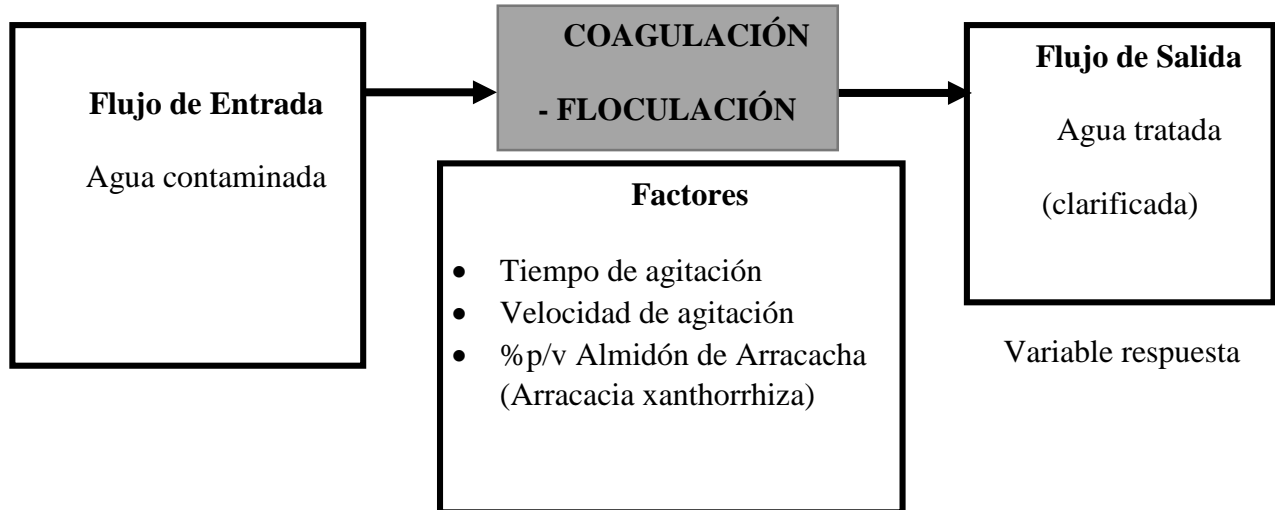 Flujo de Entrada
Agua contaminada
COAGULACIÓN
- FLOCULACIÓN
Factores
• Tiempo de agitación
• Velocidad de agitación
• %p/v Almidón de Arracacha
(Arracacia xanthorrhiza)
Flujo de Salida
Agua tratada
(clarificada)
Variable respuesta